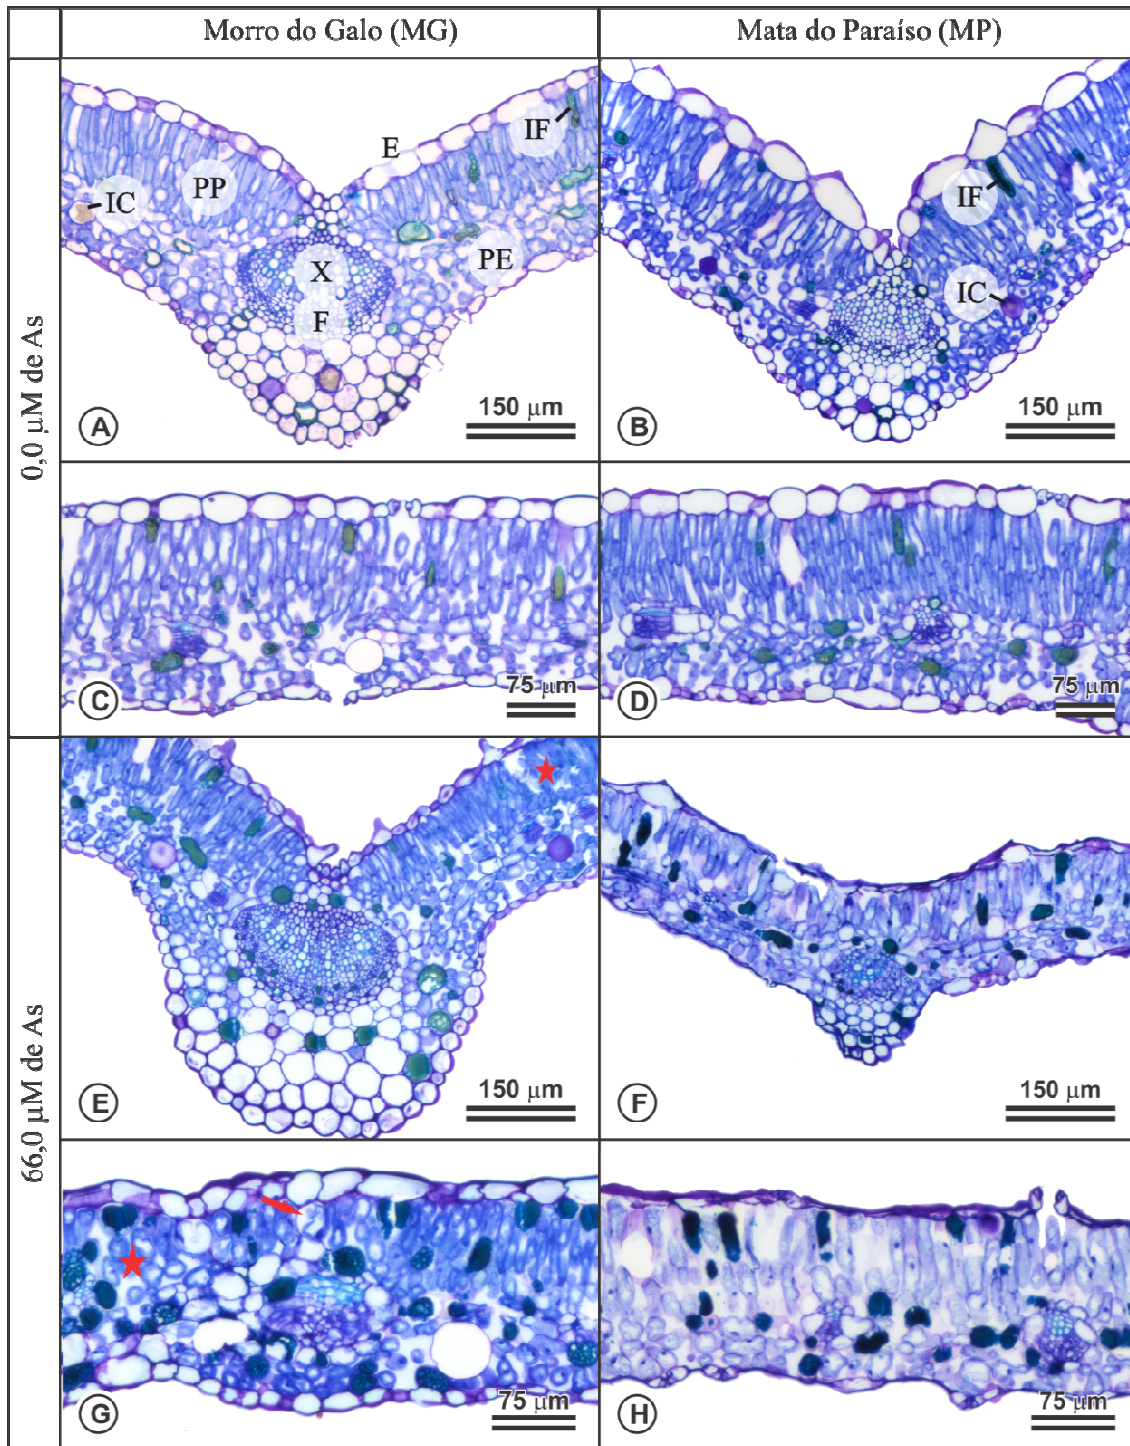 Morro do Galo (MG)
Mata do Paraíso (MP)
0,0 µM de As
IC
PP
E
IF
X
F
PE
A
150 µm
IF
IC
B
150 µm
C
75 µm
D
75 µm
66,0 µM de As
E
150 µm
F
150 µm
G
75 µm
H
75 µm